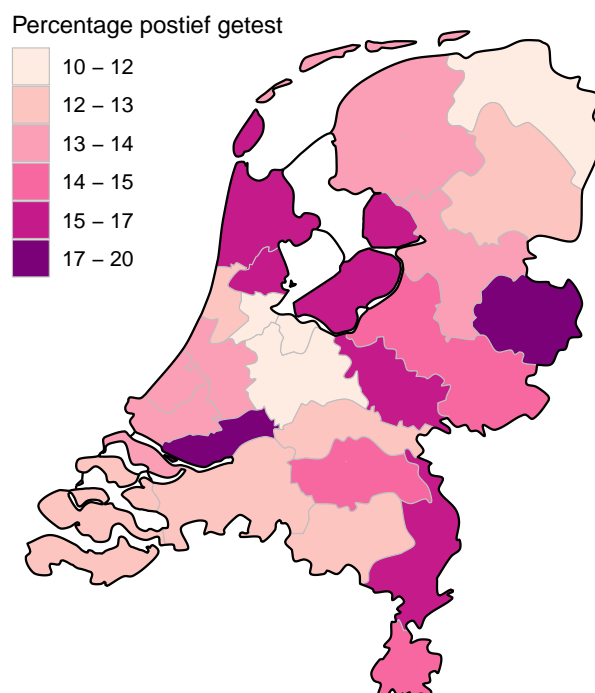 Percentage postief getest
10 – 12
12 – 13
13 – 14
14 – 15
15 – 17
17 – 20